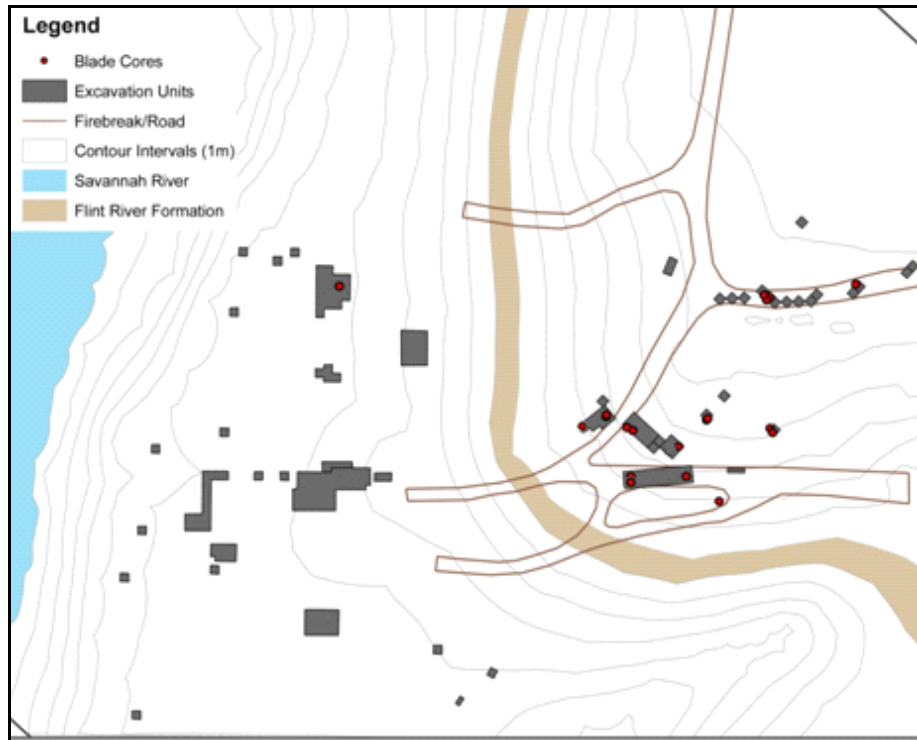 Legend
Blade Cores
Excavation Units
Firebreak/Road
Contour Intervals (1m)
Savannah River
Flint River Formation